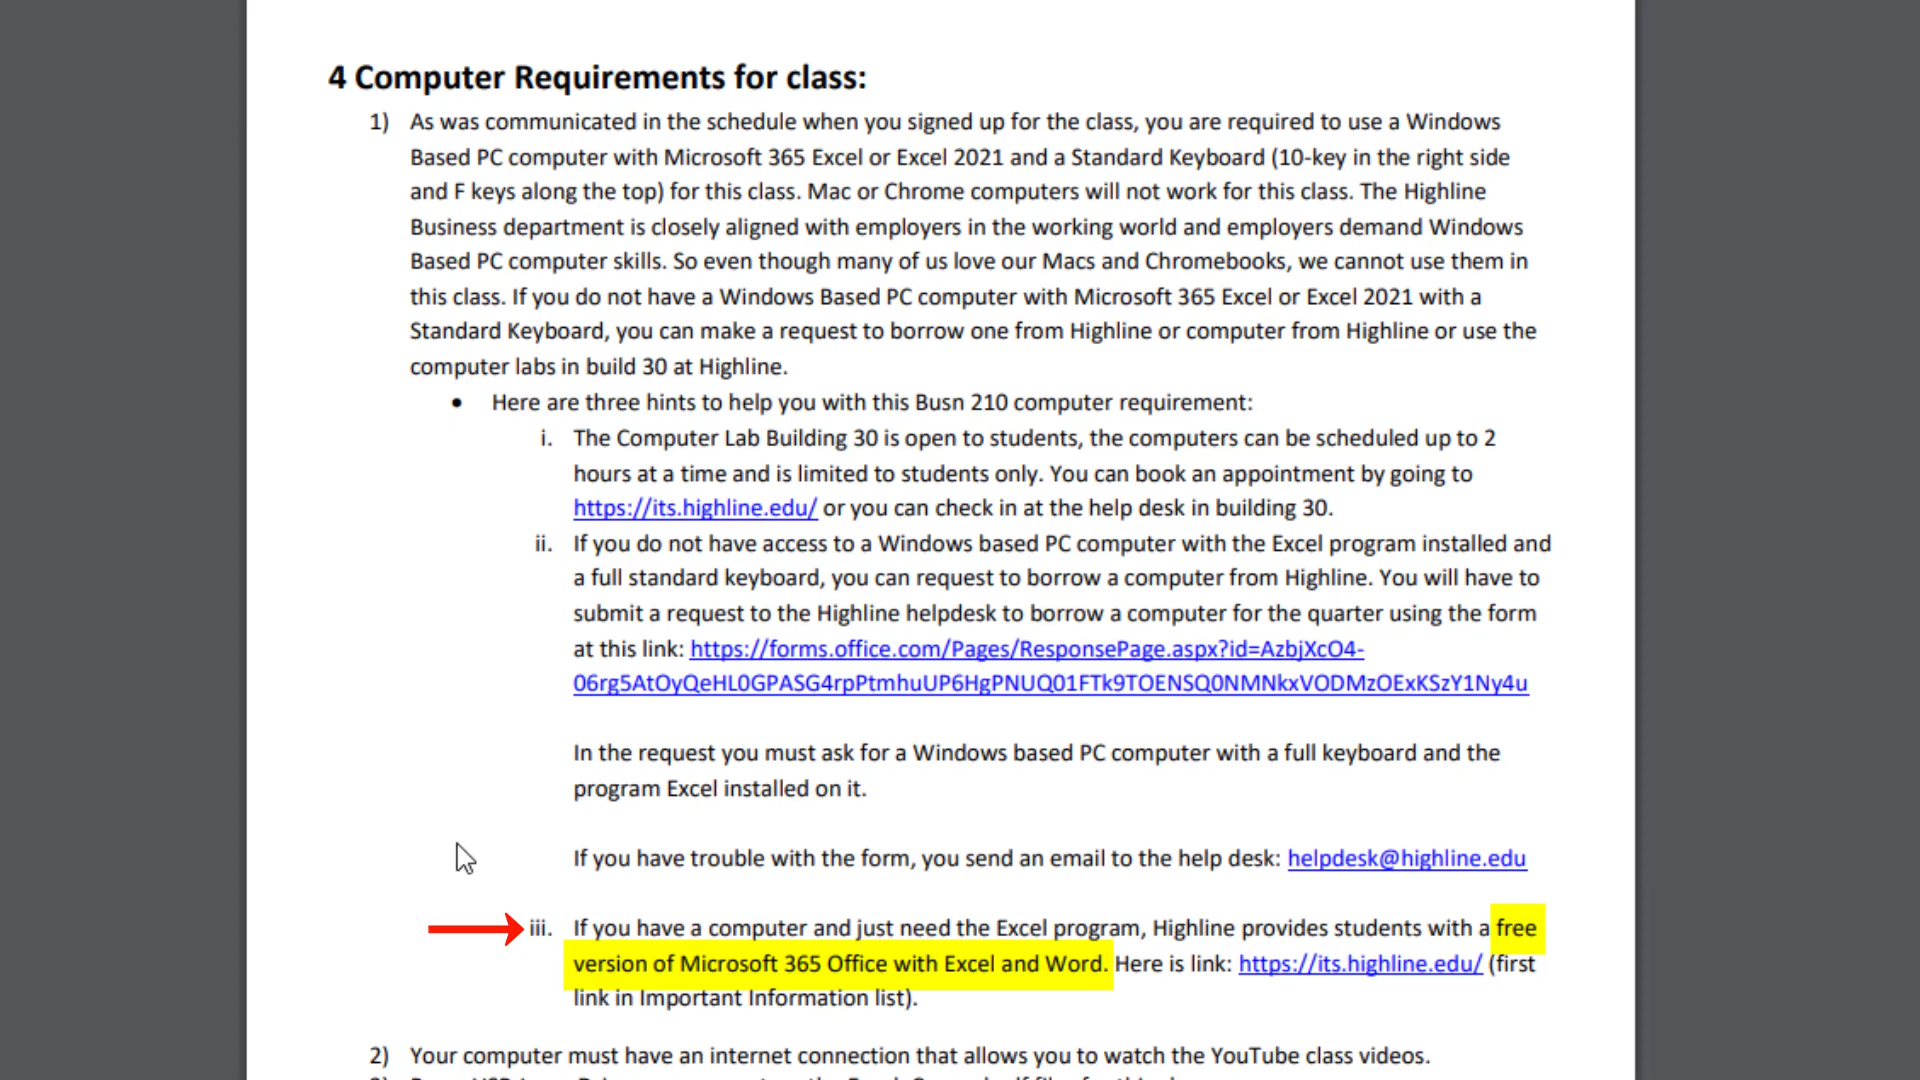 4 Computer Requirements for class:
1) As was communicated in the schedule when you signed up for the class, you are required to use a Windows
Based PC computer with Microsoft 365 Excel or Excel 2021 and a Standard Keyboard (10-key in the right side
and F keys along the top) for this class. Mac or Chrome computers will not work for this class. The Highline
Business department is closely aligned with employers in the working world and employers demand Windows
Based PC computer skills. So even though many of us love our Macs and Chromebooks, we cannot use them in
this class. If you do not have a Windows Based PC computer with Microsoft 365 Excel or Excel 2021 with a
Standard Keyboard, you can make a request to borrow one from Highline or computer from Highline or use the
computer labs in build 30 at Highline.
• Here are three hints to help you with this Busn 210 computer requirement:
i. The Computer Lab Building 30 is open to students, the computers can be scheduled up to 2
hours at a time and is limited to students only. You can book an appointment by going to
https://its.highline.edu/ or you can check in at the help desk in building 30.
ii. If you do not have access to a Windows based PC computer with the Excel program installed and
a full standard keyboard, you can request to borrow a computer from Highline. You will have to
submit a request to the Highline helpdesk to borrow a computer for the quarter using the form
at this link: https://forms.office.com/Pages/ResponsePage.aspx?id=AzbjXcO4-
06rg5AtOyQeHL0GPASG4rpPtmhuUP6HgPNUQ01FTk9TOENSQ0NMNkxVODMzOExKSzY1Ny4u
In the request you must ask for a Windows based PC computer with a full keyboard and the
program Excel installed on it.
If you have trouble with the form, you send an email to the help desk: helpdesk@highline.edu
iii. If you have a computer and just need the Excel program, Highline provides students with a free
version of Microsoft 365 Office with Excel and Word. Here is link: https://its.highline.edu/ (first
link in Important Information list).
2) Your computer must have an internet connection that allows you to watch the YouTube class videos.